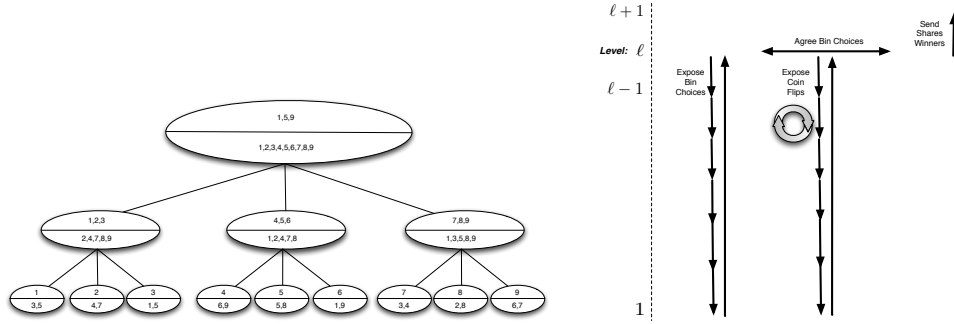 1,5,9
1,2,3,4,5,6,7,8,9
1,2,3
2,4,7,8,9
4,5,6
1,2,4,7,8
7,8,9
1,3,5,8,9
1
3,5
2
4,7
3
1,5
4
6,9
5
5,8
6
1,9
7
3,4
8
2,8
9
6,7
ℓ + 1
Level: ℓ
ℓ − 1
1
Expose
Bin
Choices
Agree Bin Choices
Expose
Coin
Flips
Send
Shares
Winners